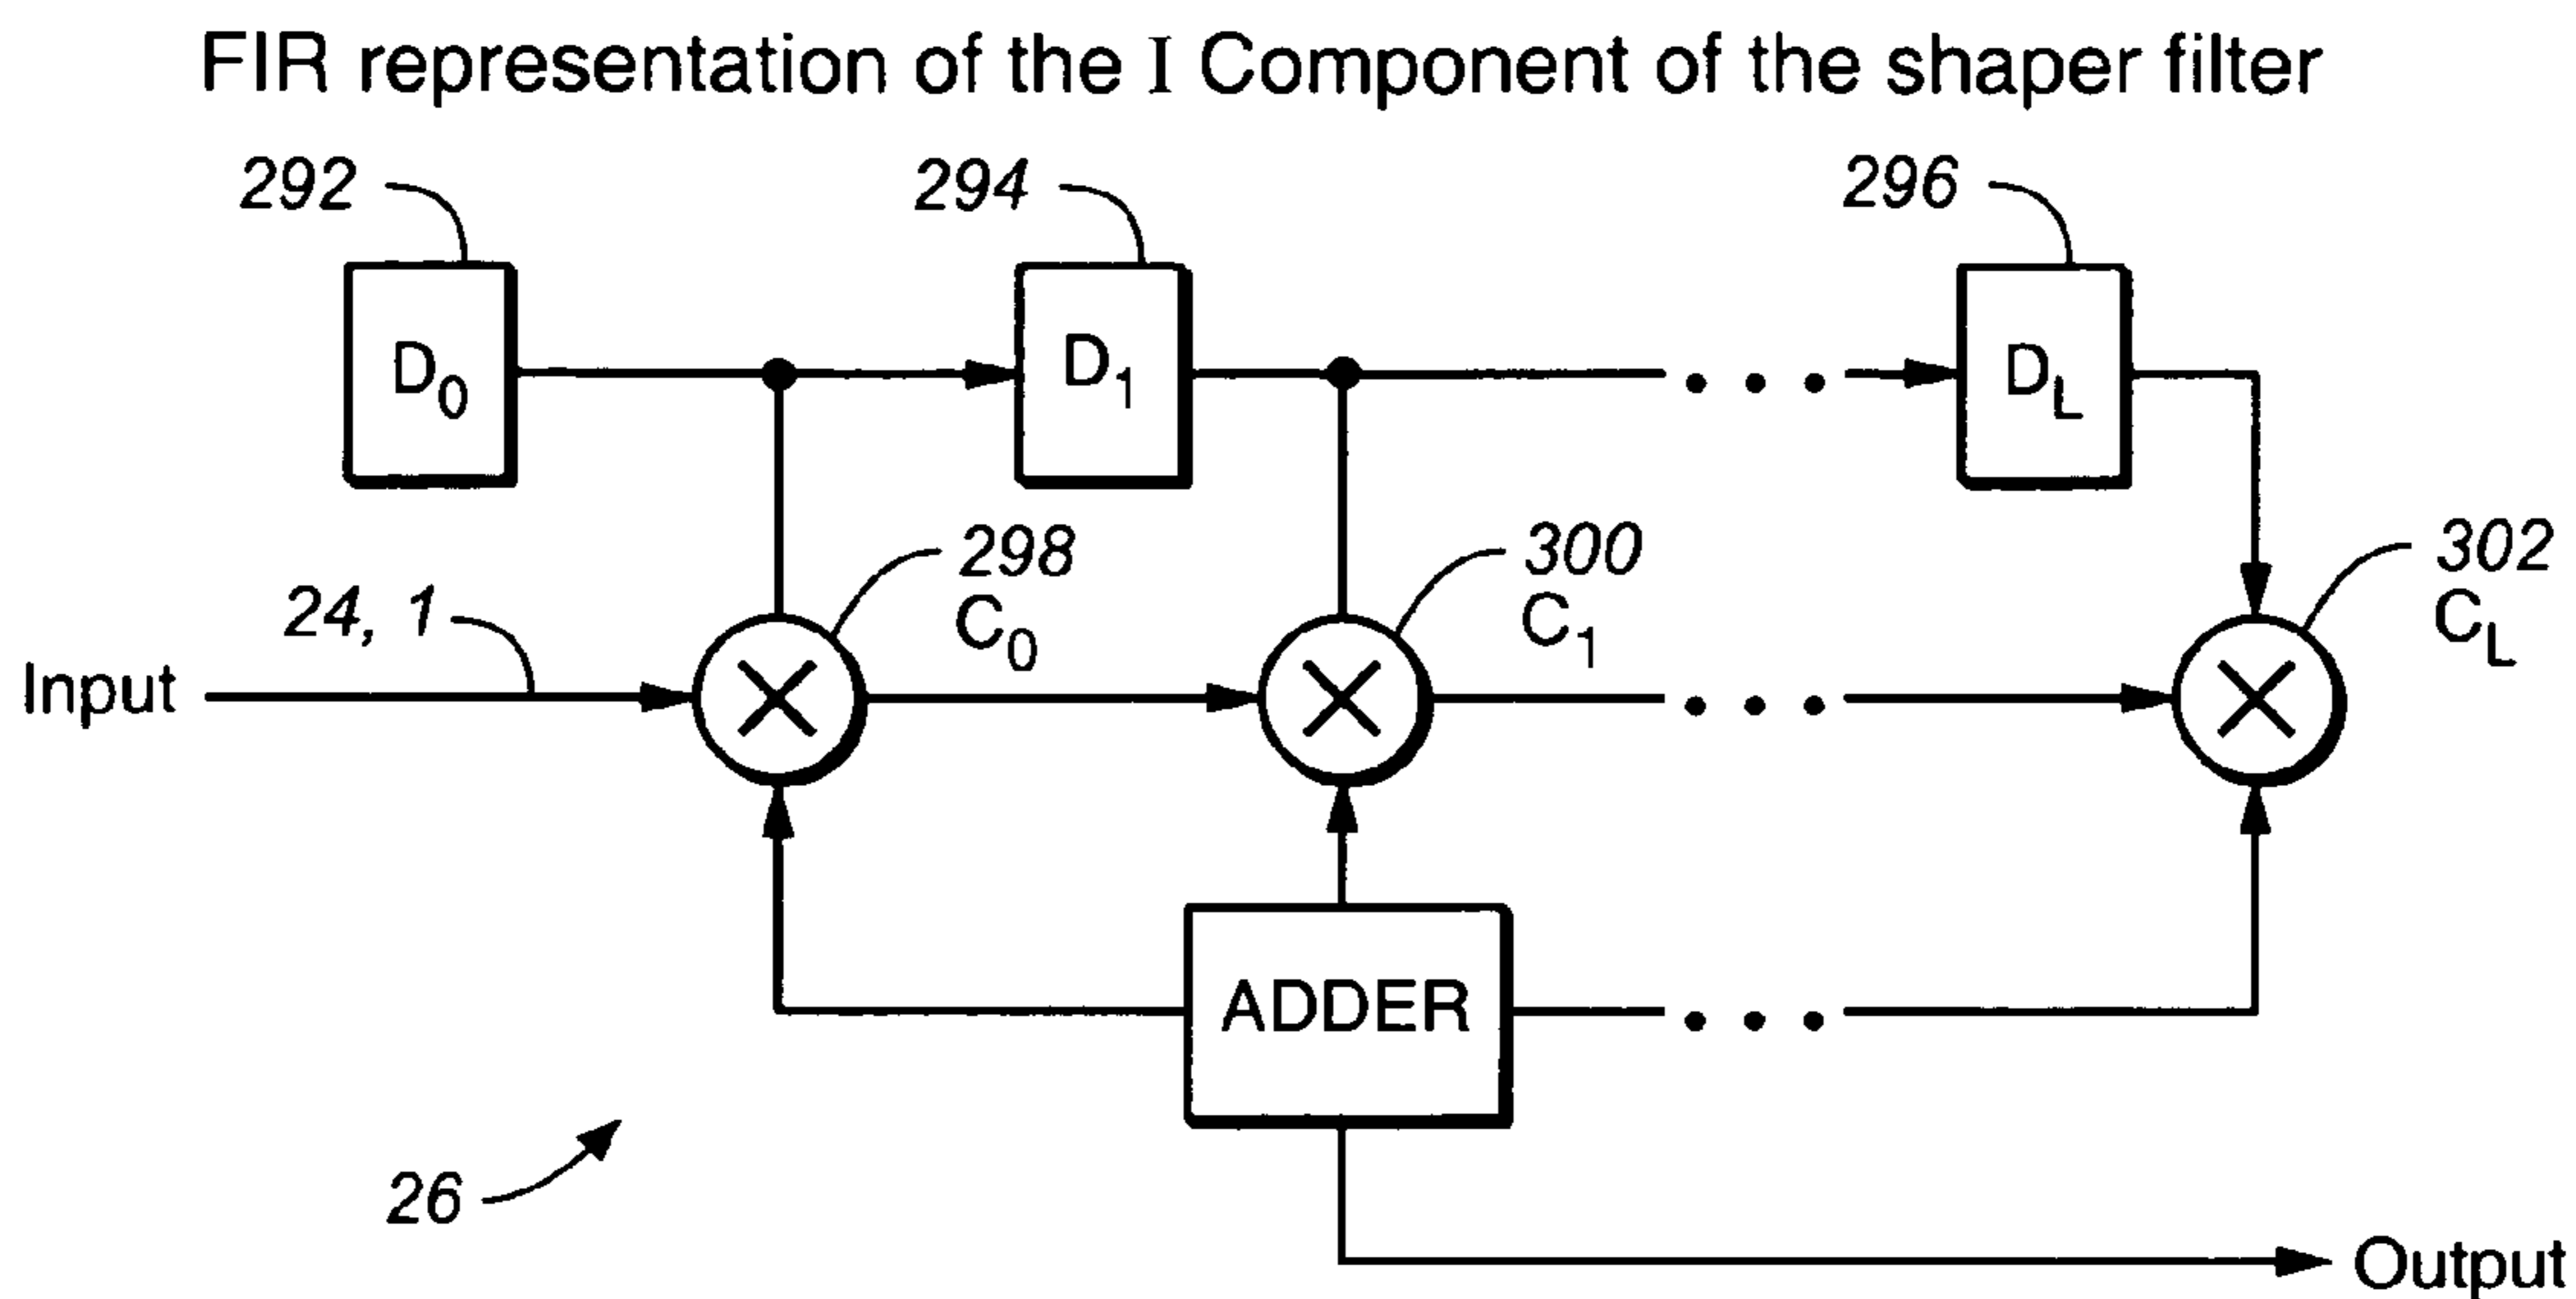 FIR representation of the I Component of the shaper filter
292
294
296
D0
D1
DL
298
C0
300
C1
302
CL
24, 1
Input
ADDER
26
Output